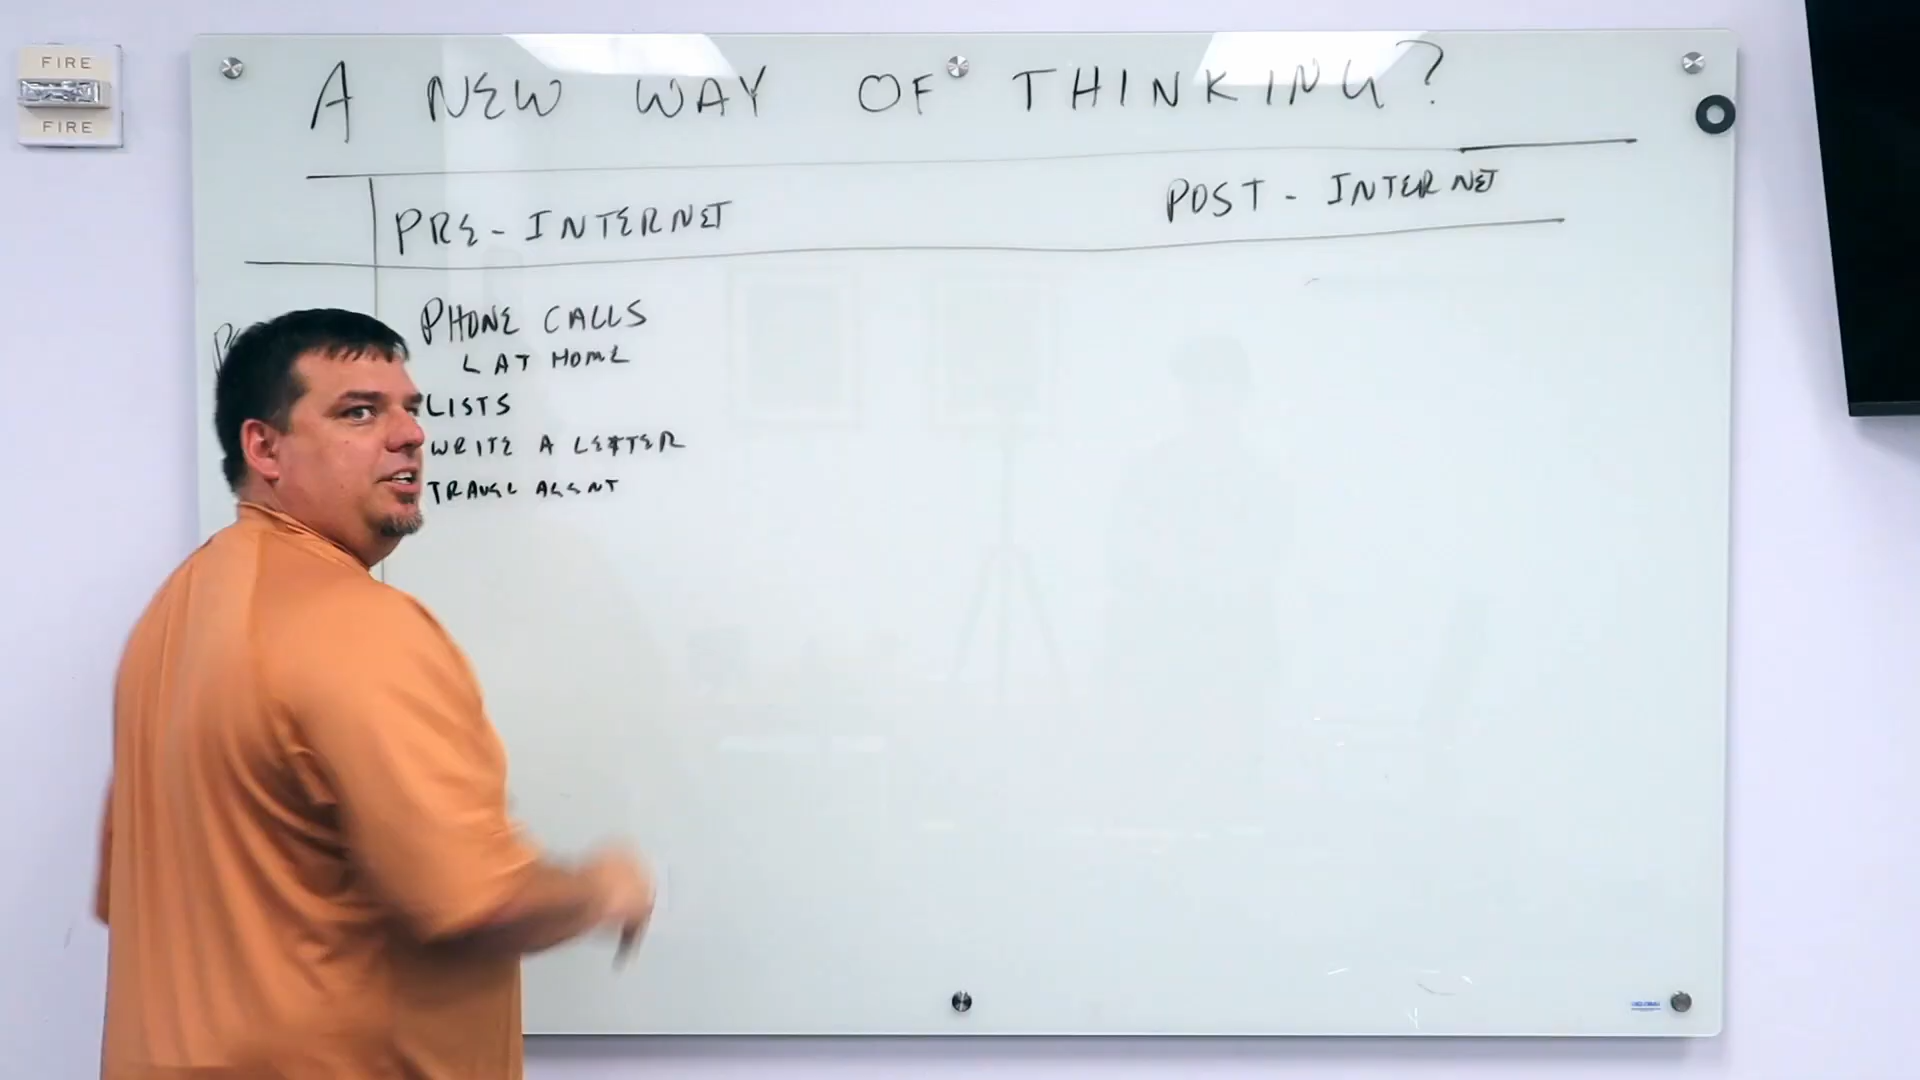 FIRE
FIRE
A NEW WAY OF THINKING?
PRE-INTERNET
POST-INTERNET
PHONE CALLS
L AT HOME
LISTS
WRITE A LETTER
TRAVEL AGENT